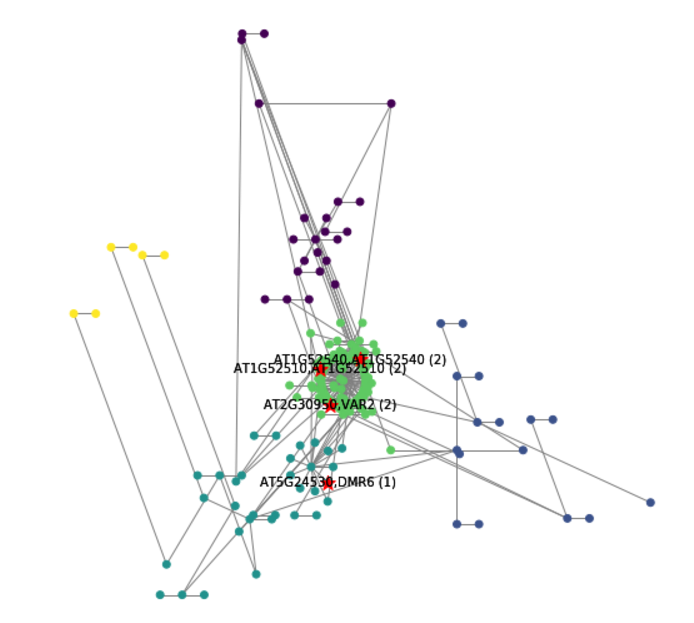 AT1G52540,AT1G52540 (2)
AT1G52510,AT1G52510 (2)
AT2G30950,VAR2 (2)
AT5G24530,DMR6 (1)